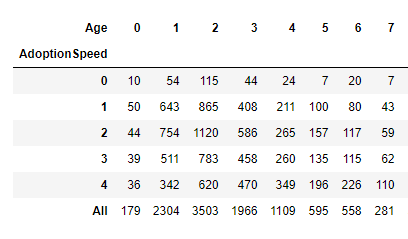 Age 0 1 2 3 4 5 6 7
AdoptionSpeed
0 10 54 115 44 24 7 20 7
1 50 643 865 408 211 100 80 43
2 44 754 1120 586 265 157 117 59
3 39 511 783 458 260 135 115 62
4 36 342 620 470 349 196 226 110
All 179 2304 3503 1966 1109 595 558 281